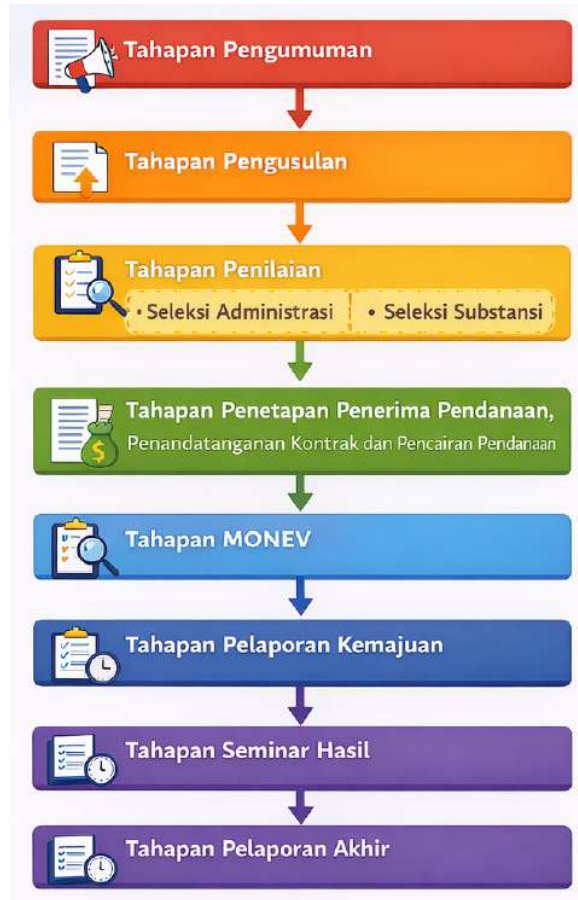 Tahapan Pengumuman
Tahapan Pengusulan
Tahapan Penilaian
• Seleksi Administrasi • Seleksi Substansi
Tahapan Penetapan Penerima Pendanaan,
Penandatanganan Kontrak dan Pencairan Pendanaan
$
Tahapan MONEV
Tahapan Pelaporan Kemajuan
Tahapan Seminar Hasil
Tahapan Pelaporan Akhir